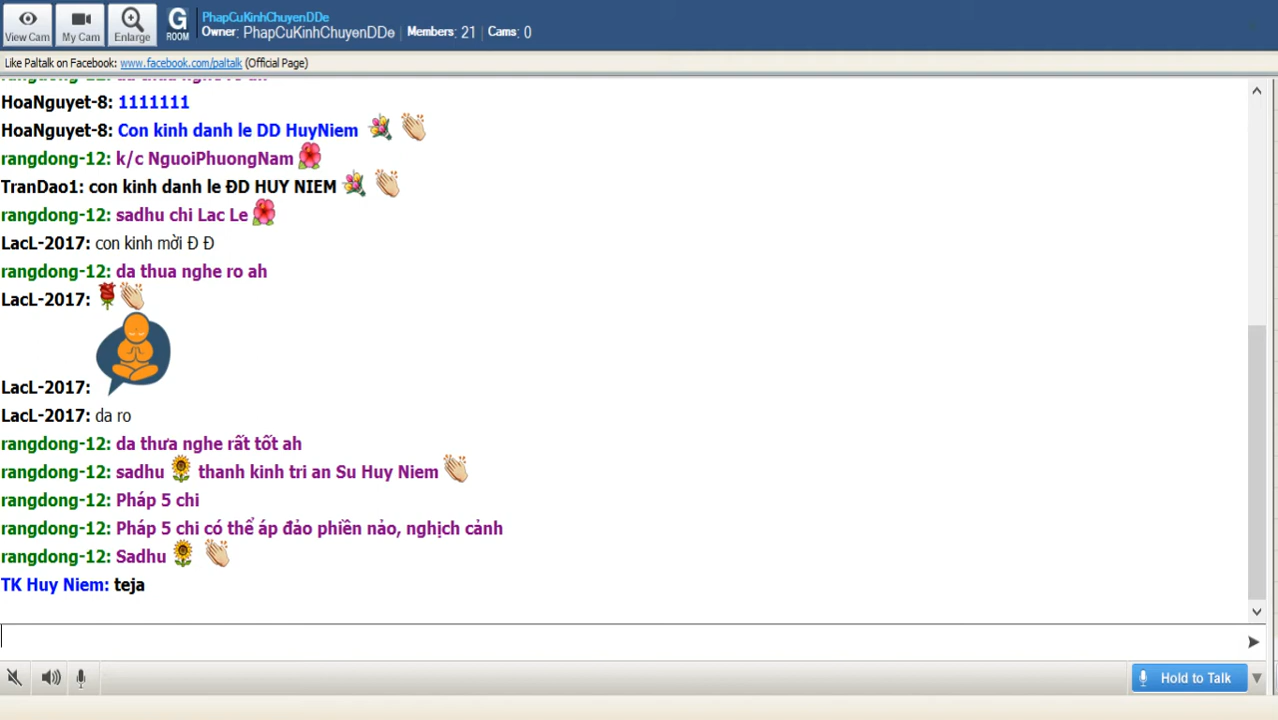 View Cam
My Cam
Enlarge
G
ROOM
PhapCuKinhChuyenDDe
Owner: PhapCuKinhChuyenDDe Members: 21 Cams: 0
Like Paltalk on Facebook: www.facebook.com/paltalk (Official Page)
HoaNguyet-8: 1111111
HoaNguyet-8: Con kinh danh le DD HuyNiem
rangdong-12: k/c NguoiPhuongNam
TranDao1: con kinh danh le ĐD HUY NIEM
rangdong-12: sadhu chi Lac Le
LacL-2017: con kinh mời Đ Đ
rangdong-12: da thua nghe ro ah
LacL-2017:
LacL-2017:
LacL-2017: da ro
rangdong-12: da thưa nghe rất tốt ah
rangdong-12: sadhu thanh kinh tri an Su Huy Niem
rangdong-12: Pháp 5 chi
rangdong-12: Pháp 5 chi có thể áp đảo phiền nảo, nghịch cảnh
rangdong-12: Sadhu
TK Huy Niem: teja
Hold to Talk